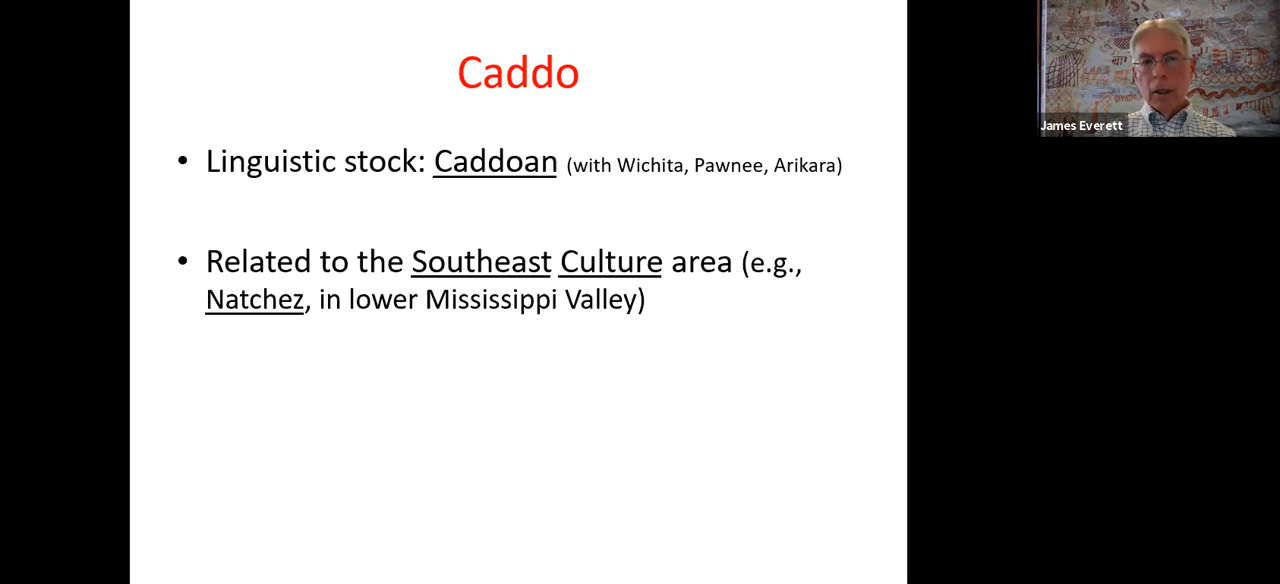 Caddo
• Linguistic stock: Caddoan (with Wichita, Pawnee, Arikara)
• Related to the Southeast Culture area (e.g.,
Natchez, in lower Mississippi Valley)
James Everett